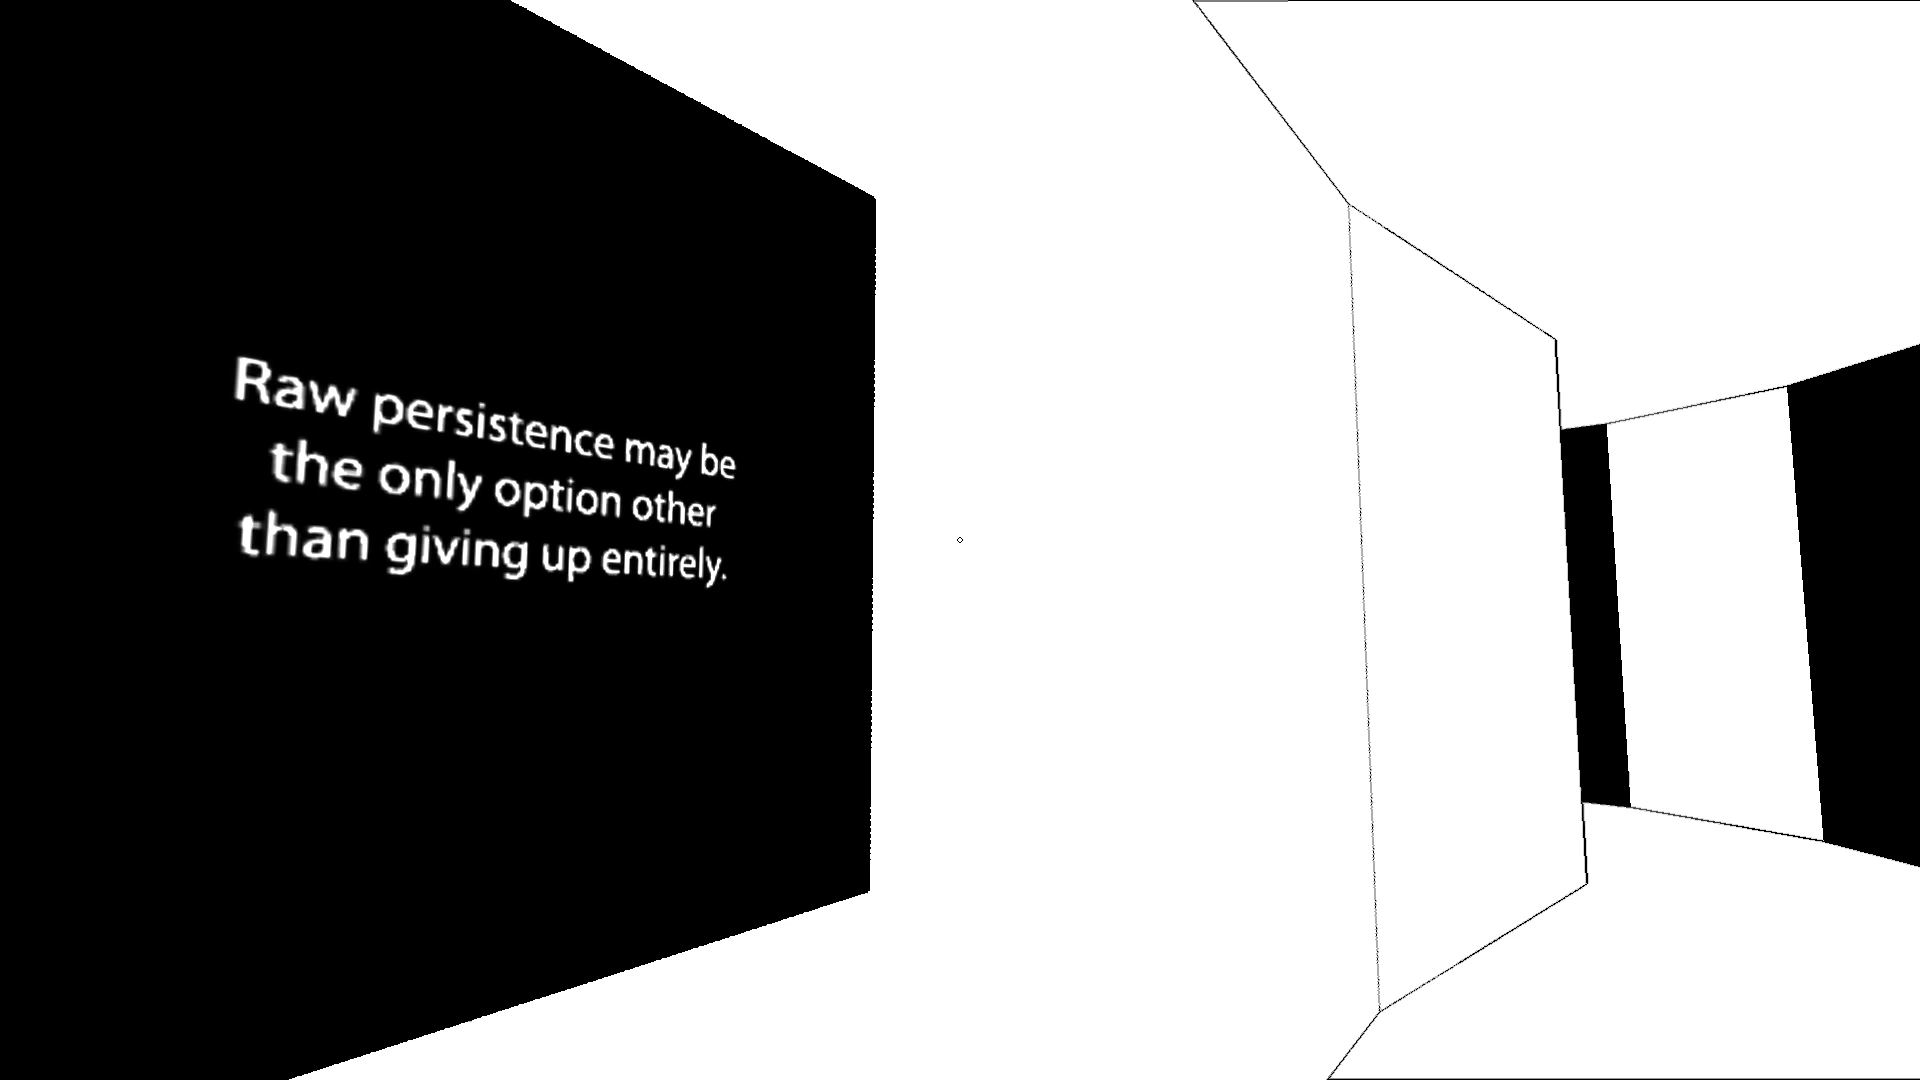 Raw persistence may be
the only option other
than giving up entirely.